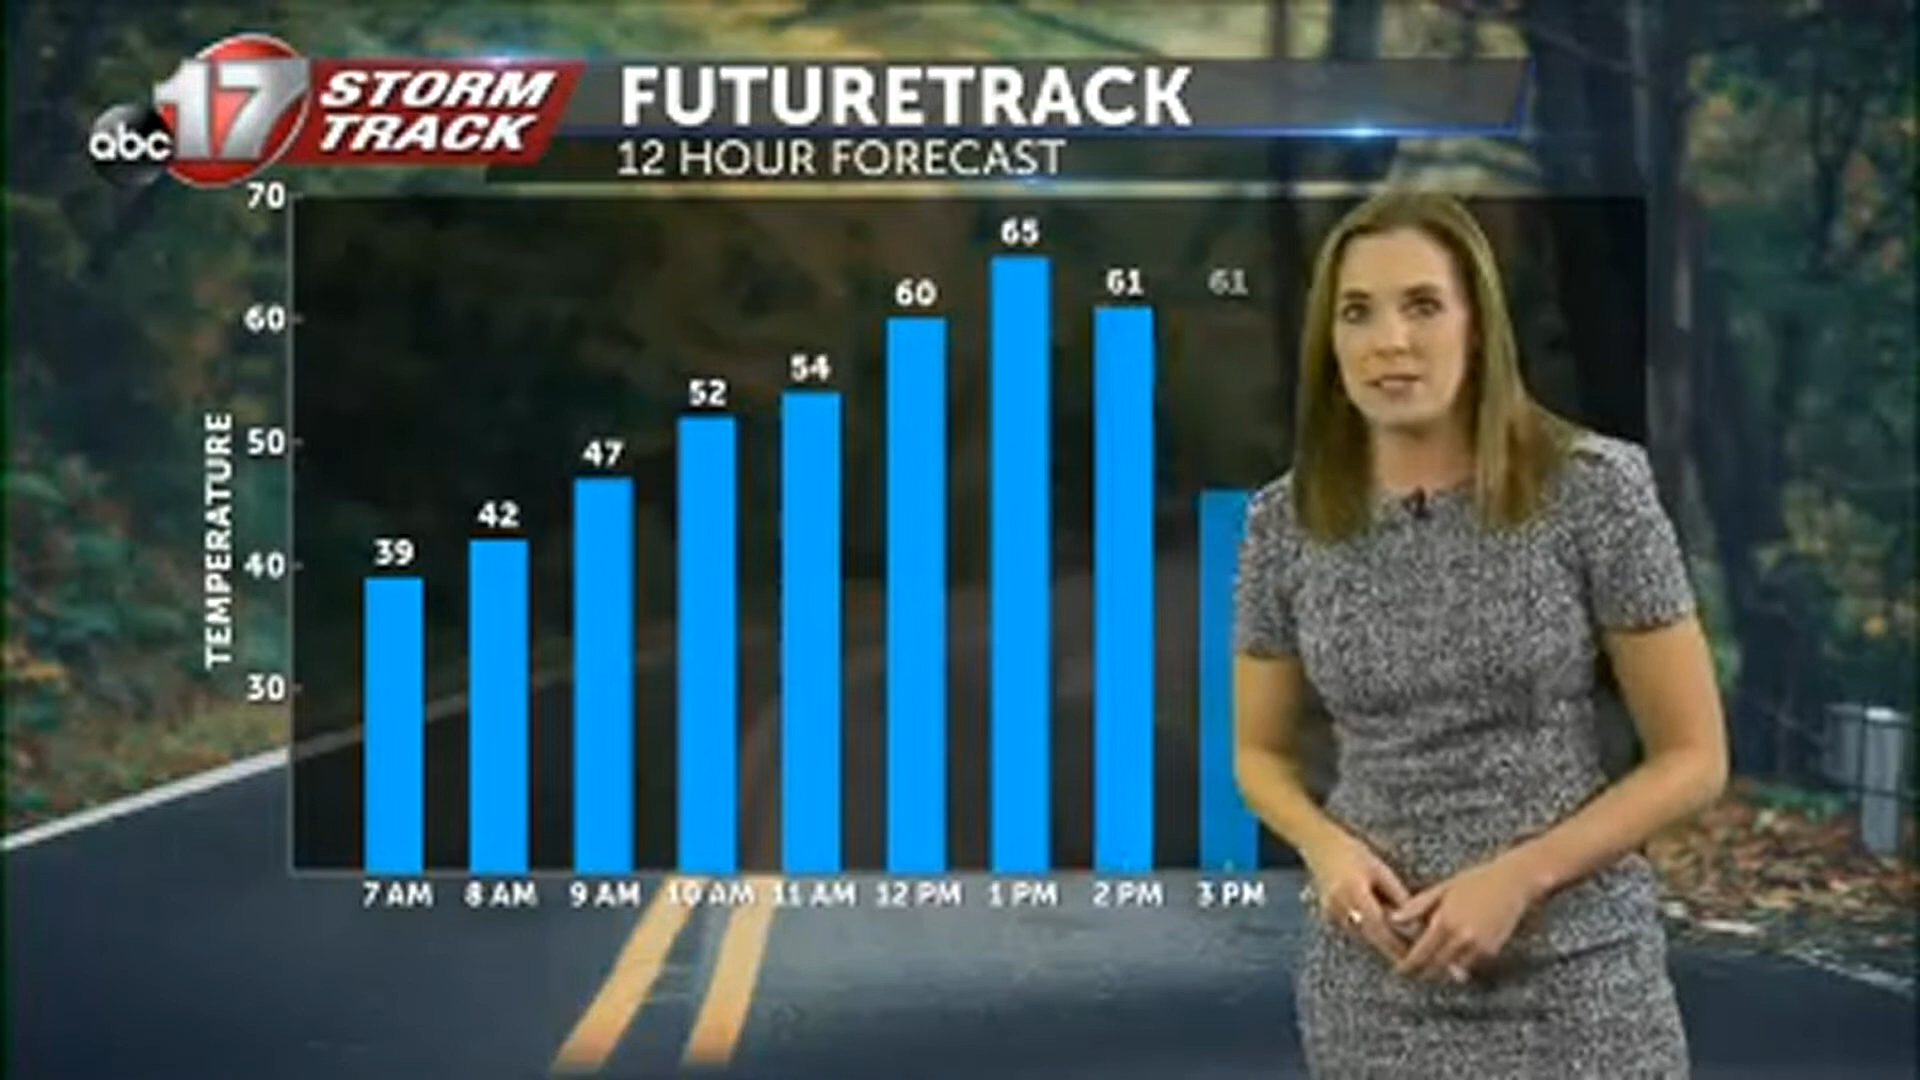 abc 17 STORM TRACK
FUTURETRACK
12 HOUR FORECAST
TEMPERATURE
70
60
50
40
30
39 42 47 52 54 60 65 61 61
7 AM 8 AM 9 AM 10 AM 11 AM 12 PM 1 PM 2 PM 3 PM